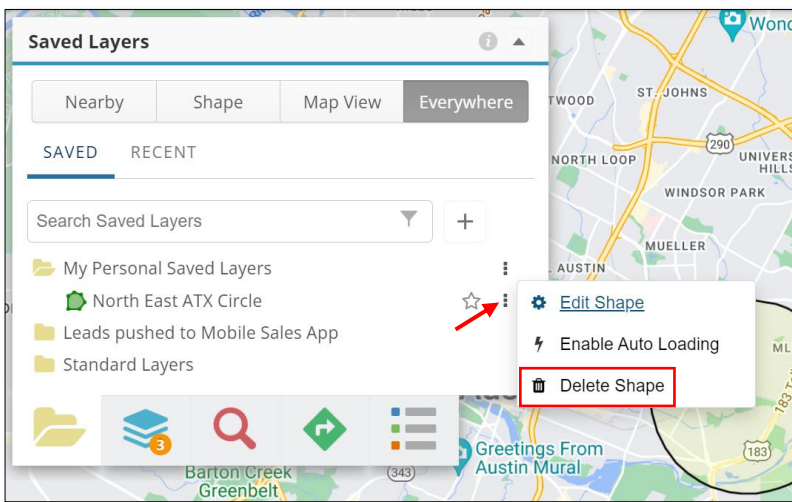 Saved Layers
Nearby
Shape
Map View
Everywhere
SAVED
RECENT
Search Saved Layers
My Personal Saved Layers
North East ATX Circle
Leads pushed to Mobile Sales App
Standard Layers
3
Edit Shape
Enable Auto Loading
Delete Shape
Wond
TWOOD
ST. JOHNS
290
NORTH LOOP
UNIVERS
HILLS
WINDSOR PARK
MUELLER
AUSTIN
ML
183
183
Greetings From
Austin Mural
343
Barton Creek
Greenbelt